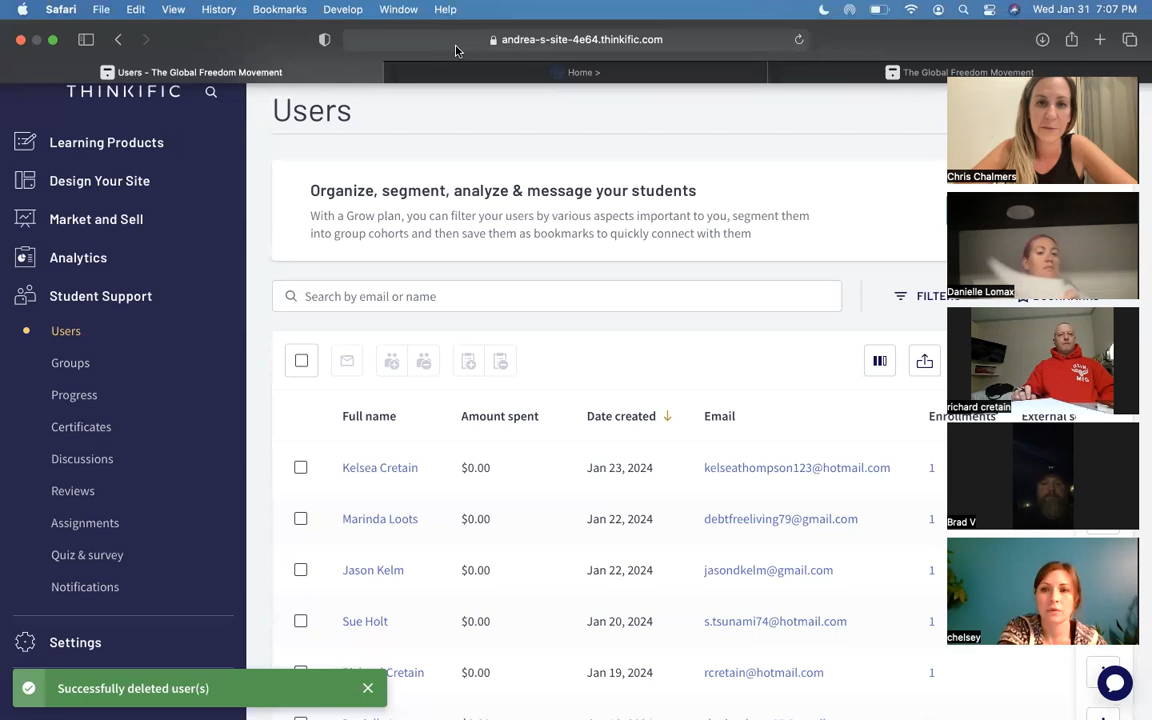 Safari File Edit View History Bookmarks Develop Window Help Wed Jan 31 7:07 PM
andrea-s-site-4e64.thinkific.com
Users - The Global Freedom Movement
Home >
The Global Freedom Movement
THINKIFIC
Learning Products
Design Your Site
Market and Sell
Analytics
Student Support
Users
Groups
Progress
Certificates
Discussions
Reviews
Assignments
Quiz & survey
Notifications
Settings
Successfully deleted user(s)
Users
Organize, segment, analyze & message your students
With a Grow plan, you can filter your users by various aspects important to you, segment them
into group cohorts and then save them as bookmarks to quickly connect with them
Search by email or name
Full name Amount spent Date created Email Enrollments External s
Kelsea Cretain $0.00 Jan 23, 2024 kelseathompson123@hotmail.com 1
Marinda Loots $0.00 Jan 22, 2024 debtfreeliving79@gmail.com 1
Jason Kelm $0.00 Jan 22, 2024 jasondkelm@gmail.com 1
Sue Holt $0.00 Jan 20, 2024 s.tsunami74@hotmail.com 1
Cretain $0.00 Jan 19, 2024 rcretain@hotmail.com 1
Chris Chalmers
Danielle Lomax
richard cretain
Brad V
chelsey